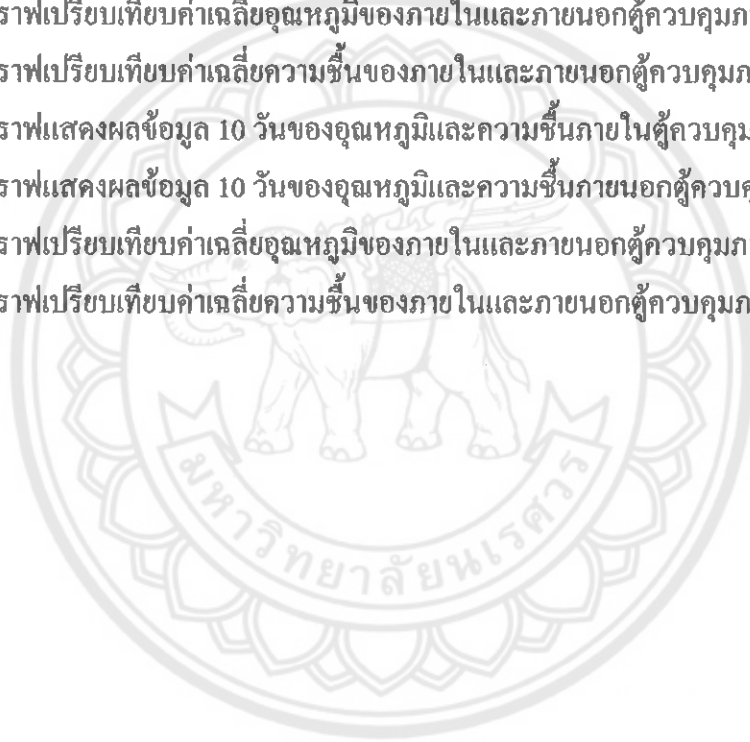 ราฟเปรียบเทียบค่าเฉลี่ยอุณหภูมิของภายในและภายนอกตู้ควบคุมภ
ราฟเปรียบเทียบค่าเฉลี่ยความชื้นของภายในและภายนอกตู้ควบคุมภ
ราฟแสดงผลข้อมูล 10 วันของอุณหภูมิและความชื้นภายในตู้ควบคุม
ราฟแสดงผลข้อมูล 10 วันของอุณหภูมิและความชื้นภายนอกตู้ควบคุ
ราฟเปรียบเทียบค่าเฉลี่ยอุณหภูมิของภายในและภายนอกตู้ควบคุมภ
ราฟเปรียบเทียบค่าเฉลี่ยความชื้นของภายในและภายนอกตู้ควบคุมภ
มหาวิทยาลัยนเรศวร